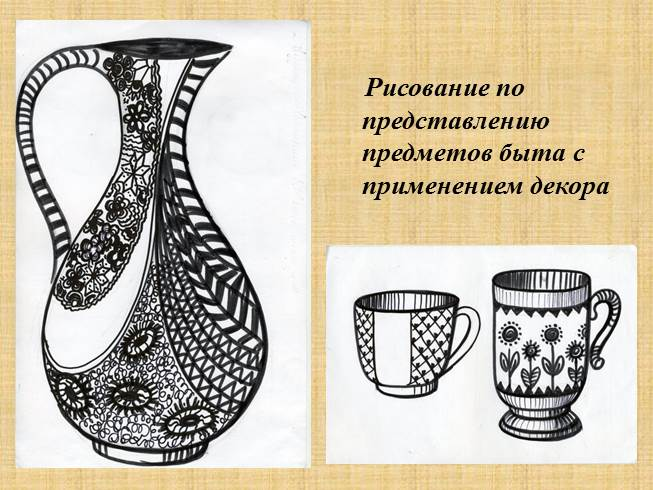 Рисование по
представлению
предметов быта с
применением декора